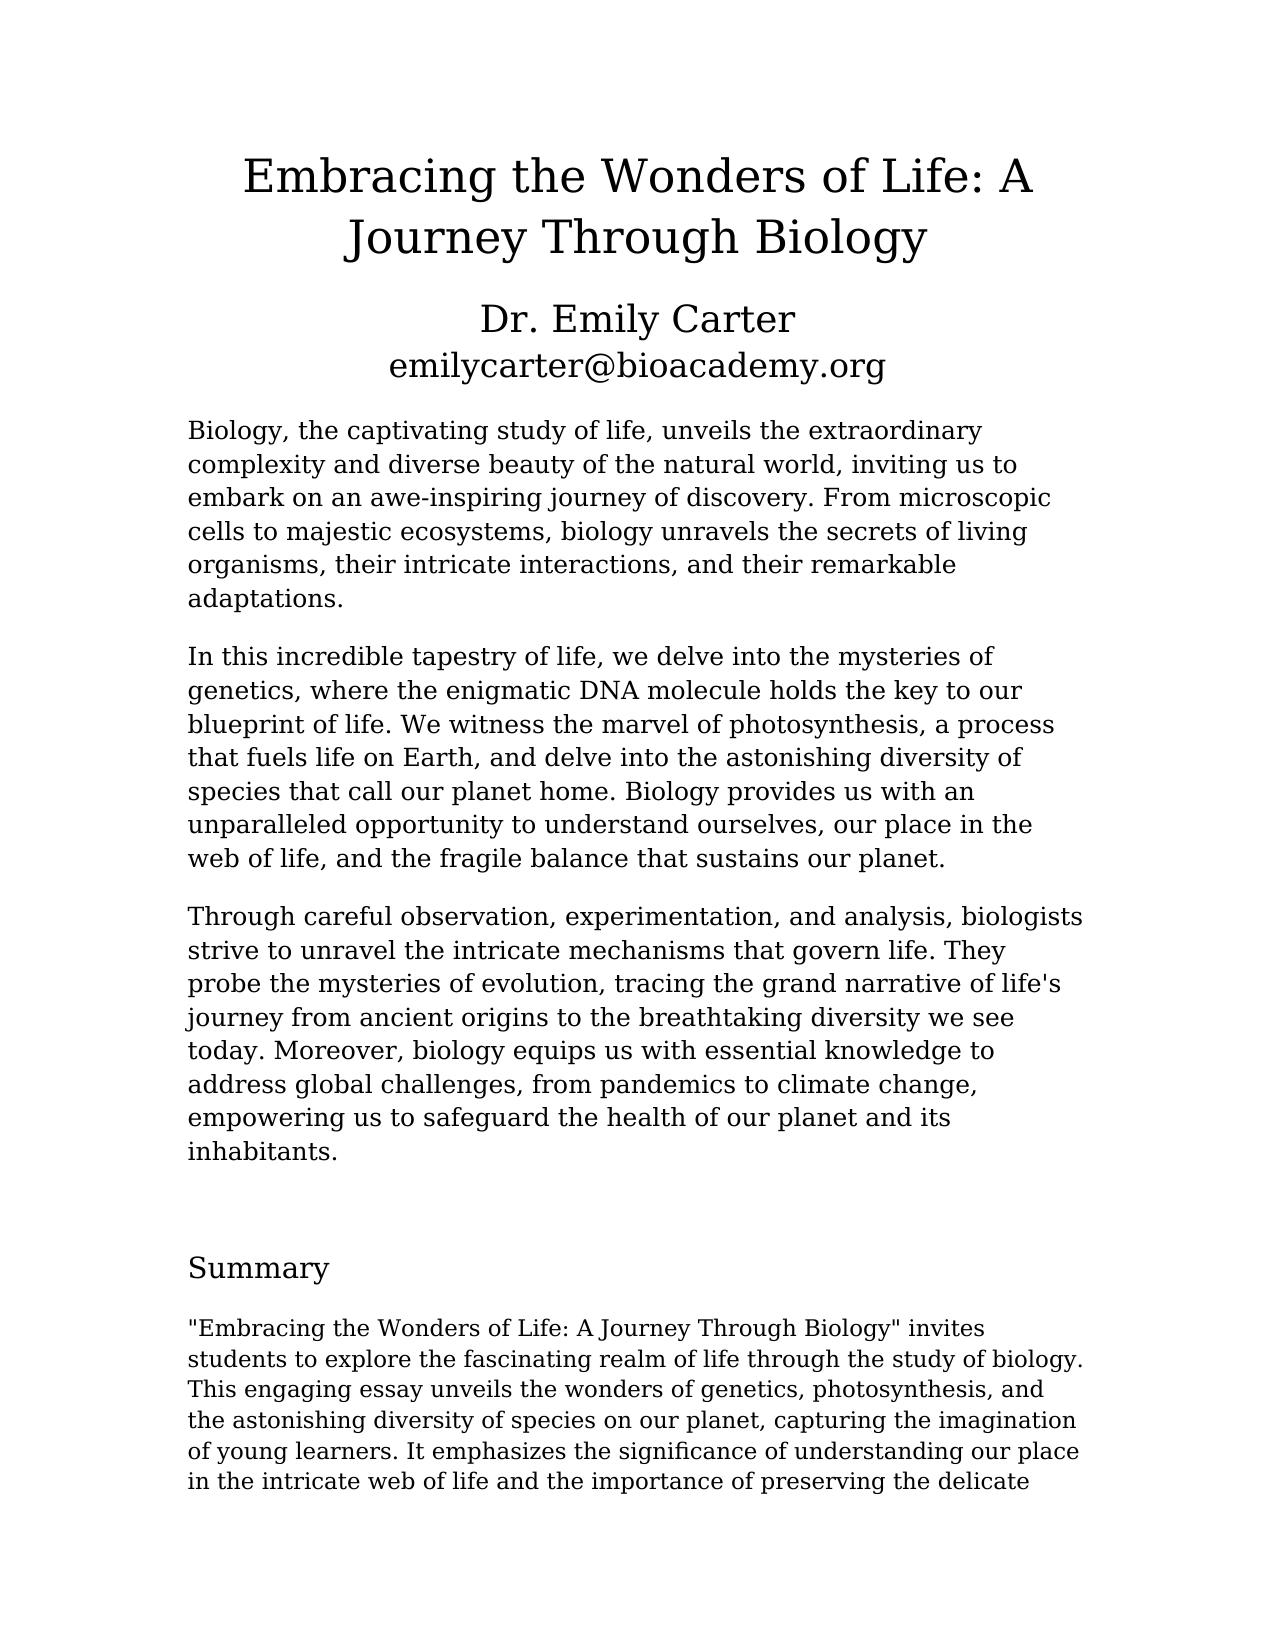 Embracing the Wonders of Life: A
Journey Through Biology
Dr. Emily Carter
emilycarter@bioacademy.org
Biology, the captivating study of life, unveils the extraordinary
complexity and diverse beauty of the natural world, inviting us to
embark on an awe-inspiring journey of discovery. From microscopic
cells to majestic ecosystems, biology unravels the secrets of living
organisms, their intricate interactions, and their remarkable
adaptations.
In this incredible tapestry of life, we delve into the mysteries of
genetics, where the enigmatic DNA molecule holds the key to our
blueprint of life. We witness the marvel of photosynthesis, a process
that fuels life on Earth, and delve into the astonishing diversity of
species that call our planet home. Biology provides us with an
unparalleled opportunity to understand ourselves, our place in the
web of life, and the fragile balance that sustains our planet.
Through careful observation, experimentation, and analysis, biologists
strive to unravel the intricate mechanisms that govern life. They
probe the mysteries of evolution, tracing the grand narrative of life's
journey from ancient origins to the breathtaking diversity we see
today. Moreover, biology equips us with essential knowledge to
address global challenges, from pandemics to climate change,
empowering us to safeguard the health of our planet and its
inhabitants.
Summary
"Embracing the Wonders of Life: A Journey Through Biology" invites
students to explore the fascinating realm of life through the study of biology.
This engaging essay unveils the wonders of genetics, photosynthesis, and
the astonishing diversity of species on our planet, capturing the imagination
of young learners. It emphasizes the significance of understanding our place
in the intricate web of life and the importance of preserving the delicate